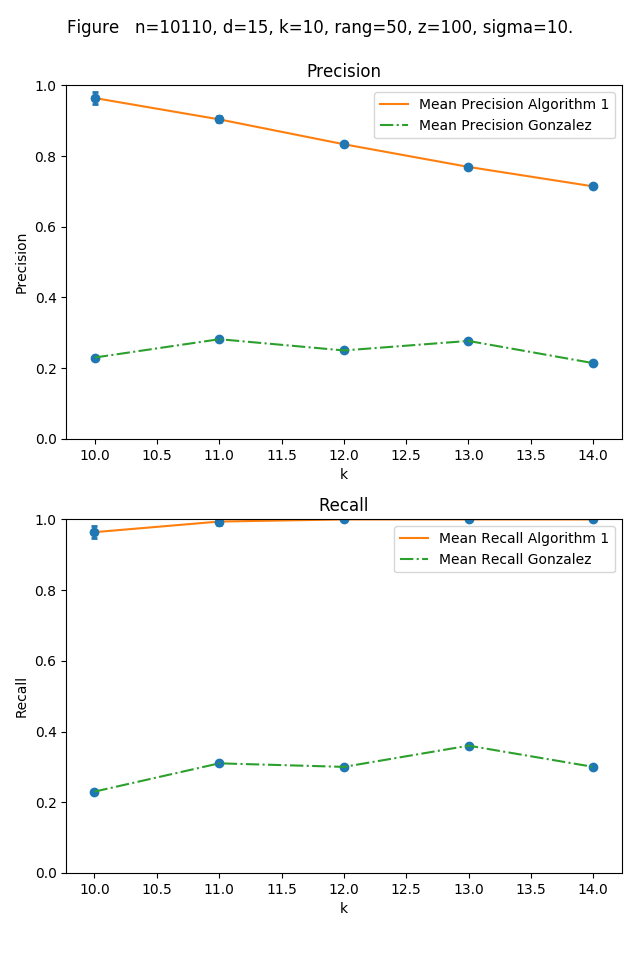 Figure   n=10110, d=15, k=10, rang=50, z=100, sigma=10.
Precision
1.0
Mean Precision Algorithm 1
Mean Precision Gonzalez
0.8
0.6
Precision
0.4
0.2
0.0
10.0 10.5 11.0 11.5 12.0 12.5 13.0 13.5 14.0
k
Recall
1.0
Mean Recall Algorithm 1
Mean Recall Gonzalez
0.8
0.6
Recall
0.4
0.2
0.0
10.0 10.5 11.0 11.5 12.0 12.5 13.0 13.5 14.0
k